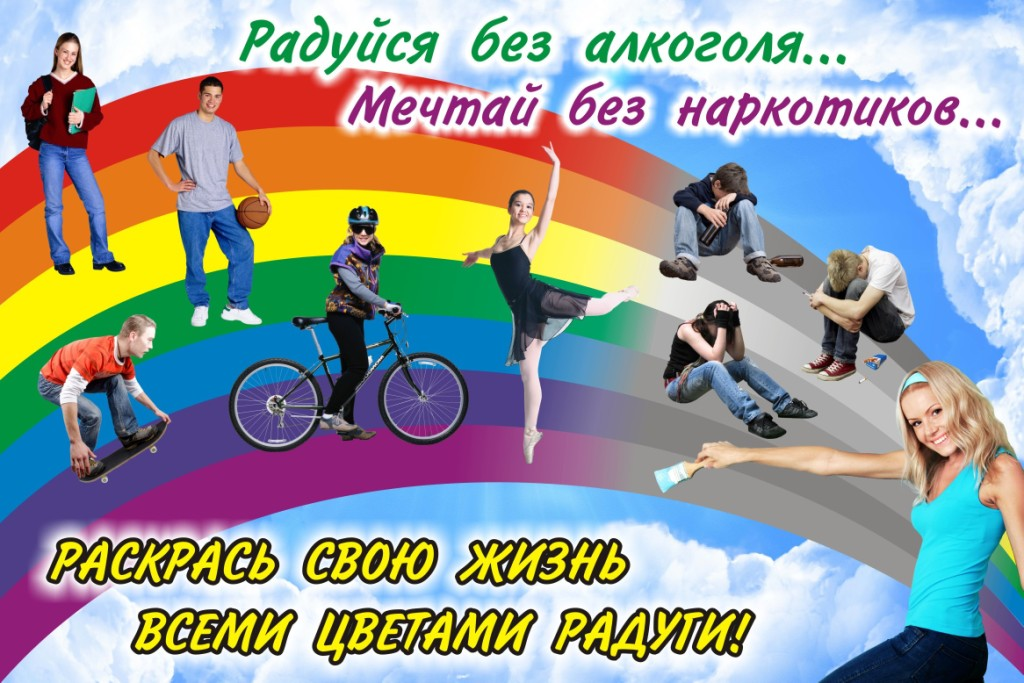 Радуйся без алкоголя...
Мечтай без наркотиков...
РАСКРАСЬ СВОЮ ЖИЗНЬ
ВСЕМИ ЦВЕТАМИ РАДУГИ!